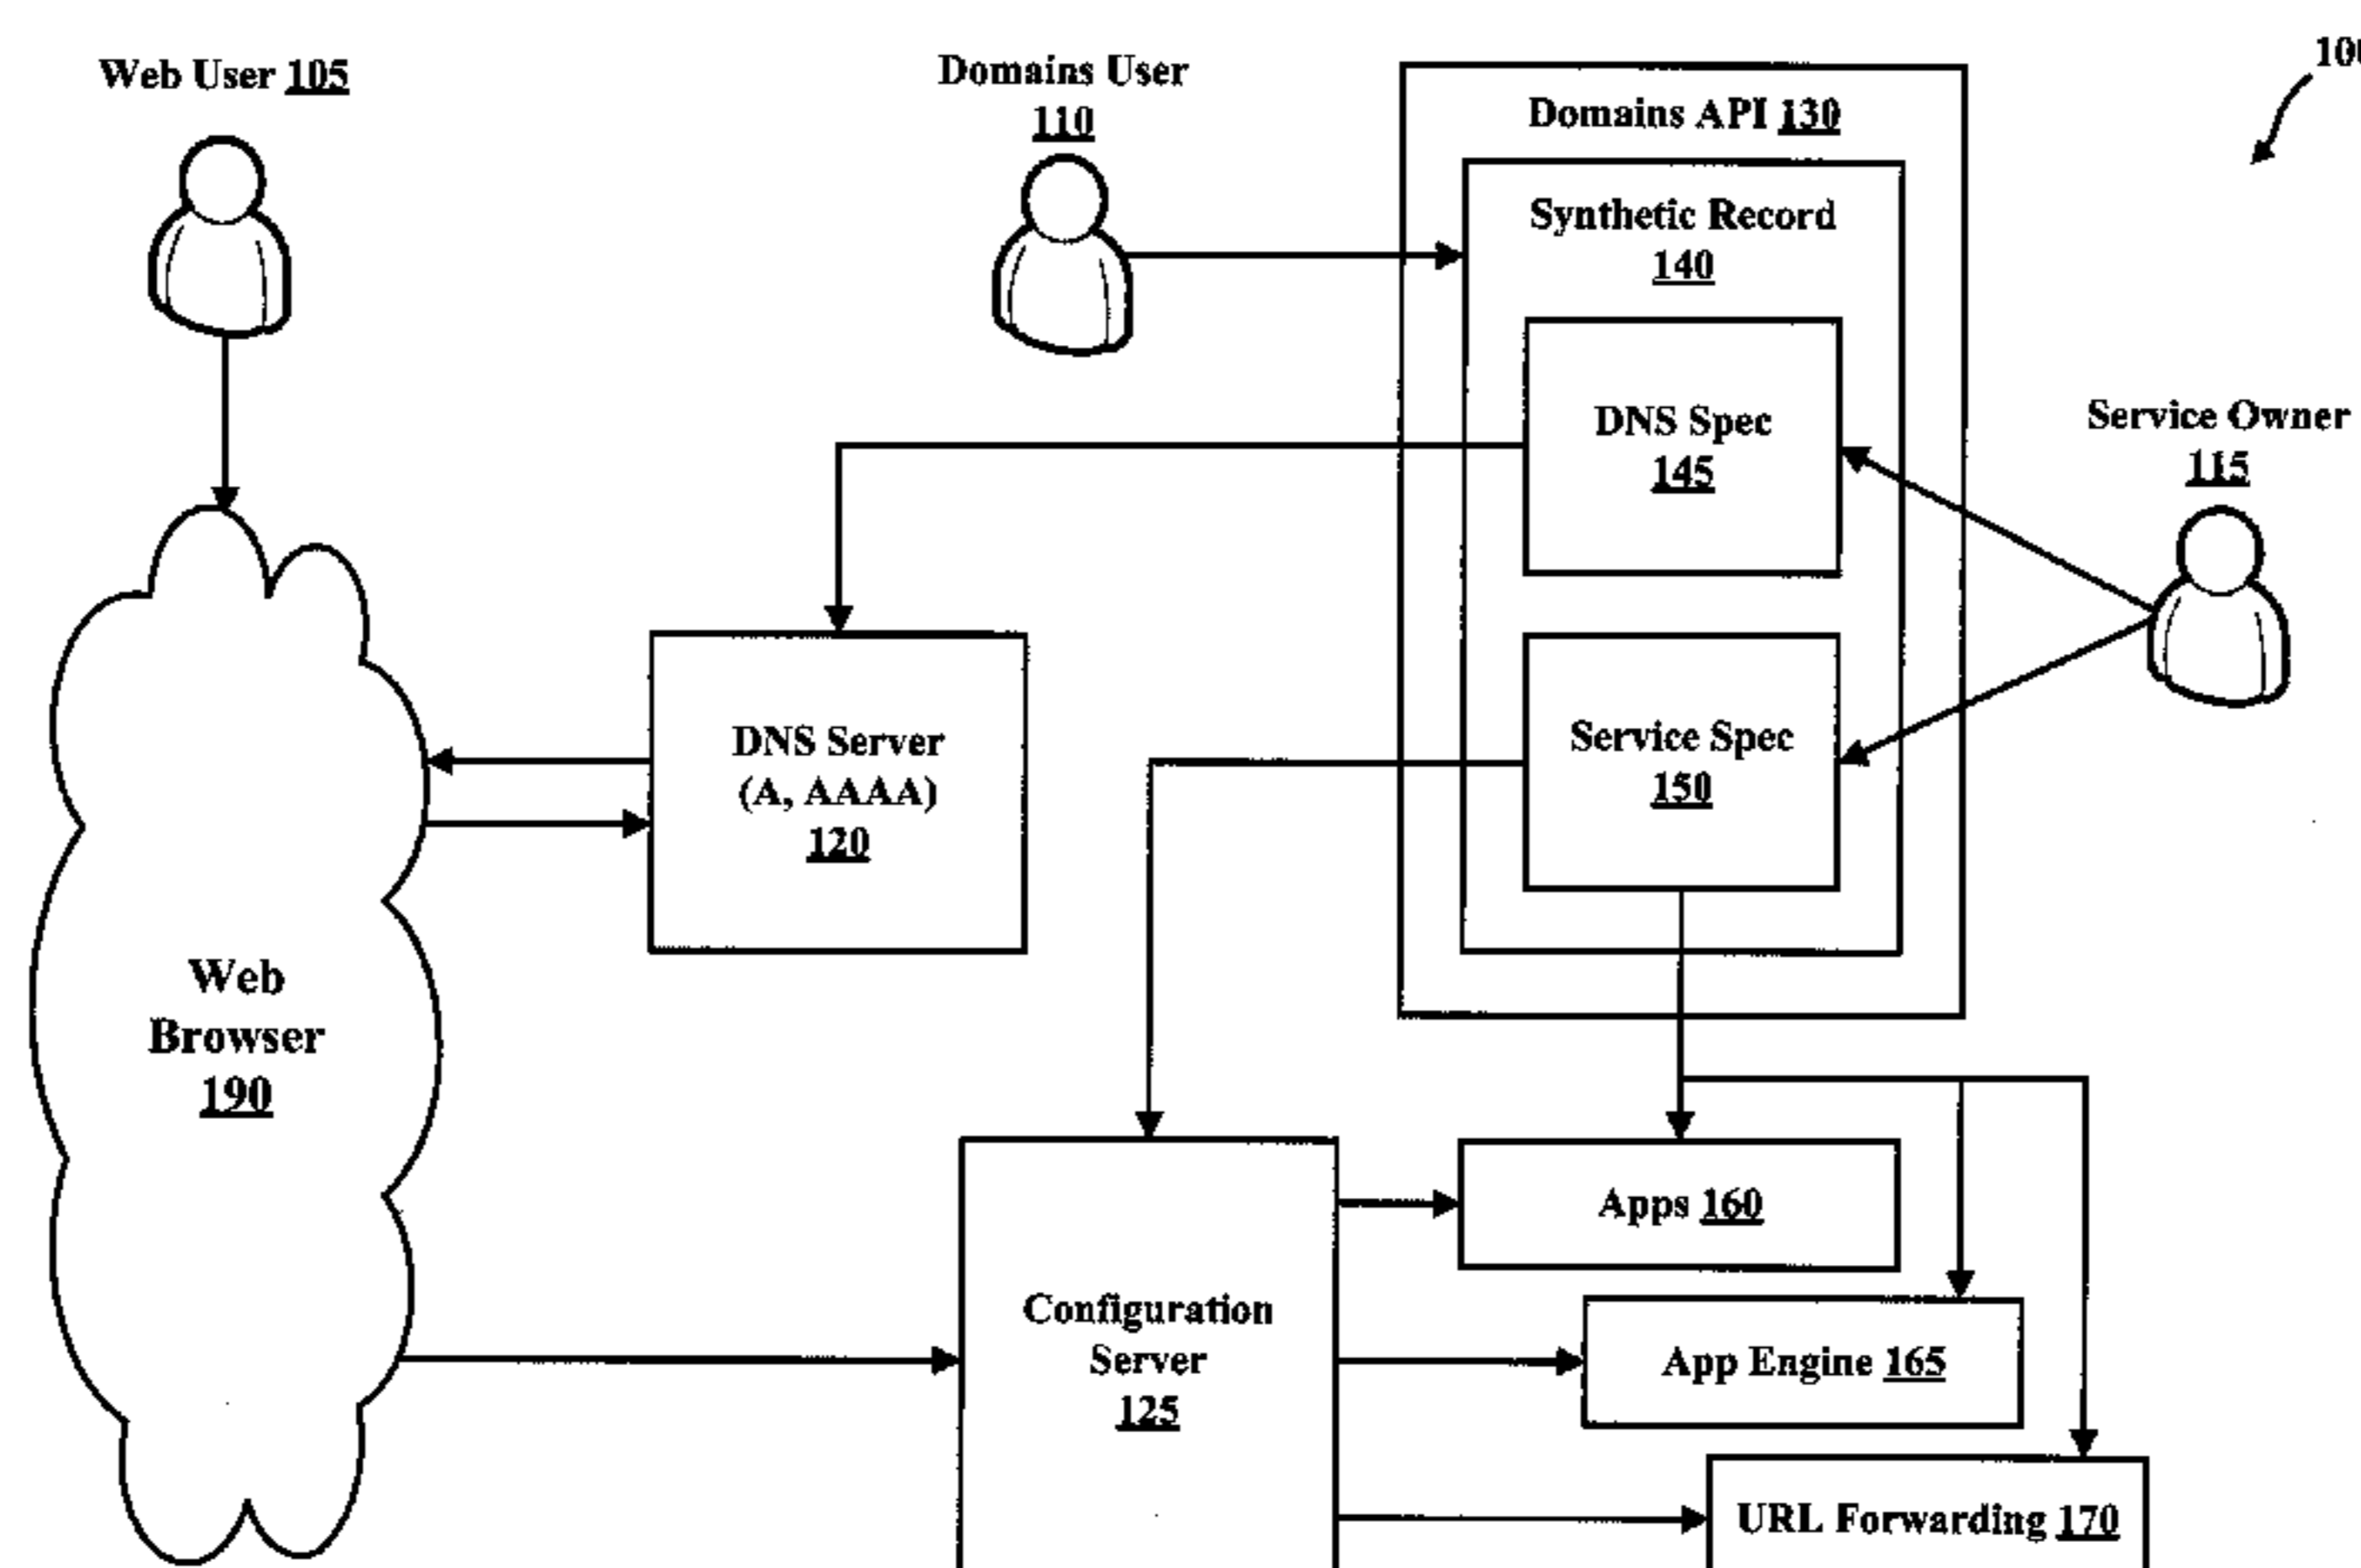 Web User 105
Domains User
110
Domains API 130
Synthetic Record
140
DNS Spec
145
Service Owner
115
Service Spec
150
DNS Server
(A, AAAA)
120
Web
Browser
190
Configuration
Server
125
Apps 160
App Engine 165
URL Forwarding 170